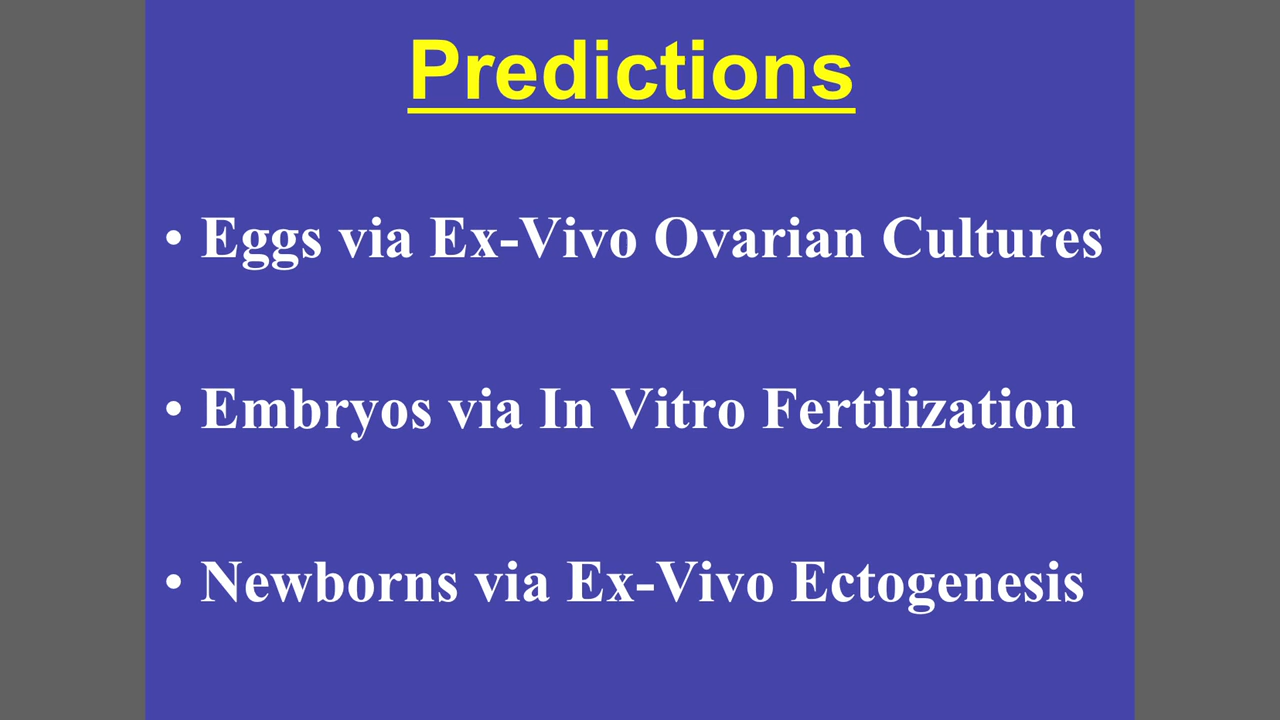 Predictions
• Eggs via Ex-Vivo Ovarian Cultures
• Embryos via In Vitro Fertilization
• Newborns via Ex-Vivo Ectogenesis